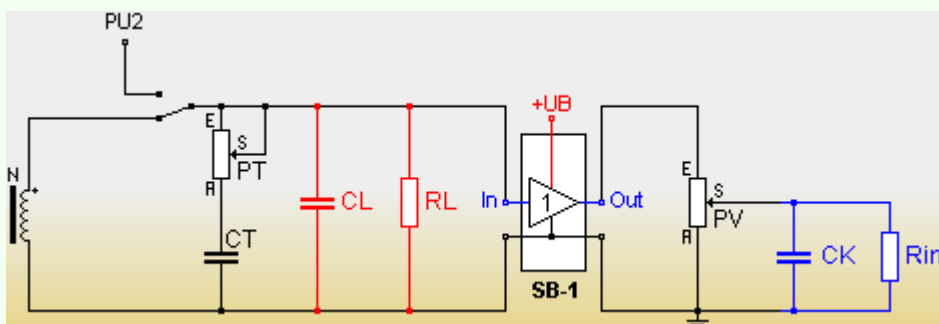 PU2
+UB
N
+
E
S
PT
A
CT
CL
RL
In
1
Out
SB-1
E
S
PV
A
CK
Rin